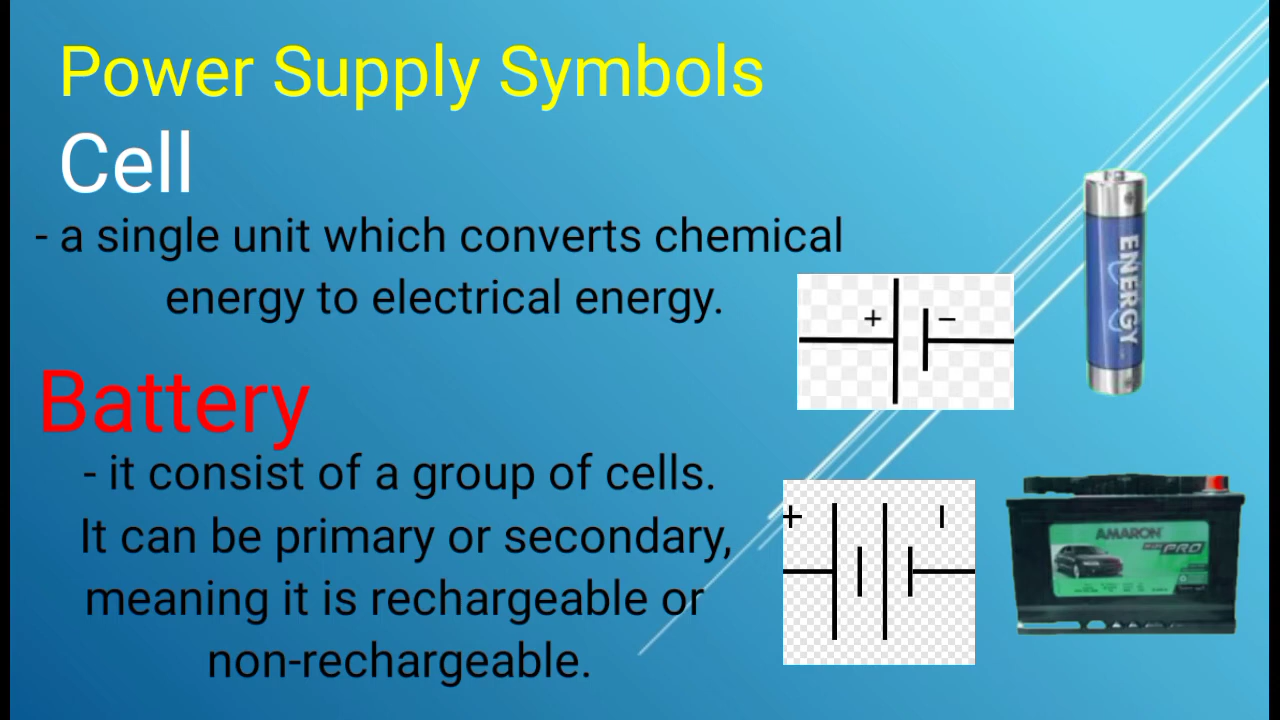 Power Supply Symbols
Cell
- a single unit which converts chemical
energy to electrical energy.
+ −
ENERGY
Battery
- it consist of a group of cells.
It can be primary or secondary,
meaning it is rechargeable or
non-rechargeable.
+ ı
AMARON
PRO